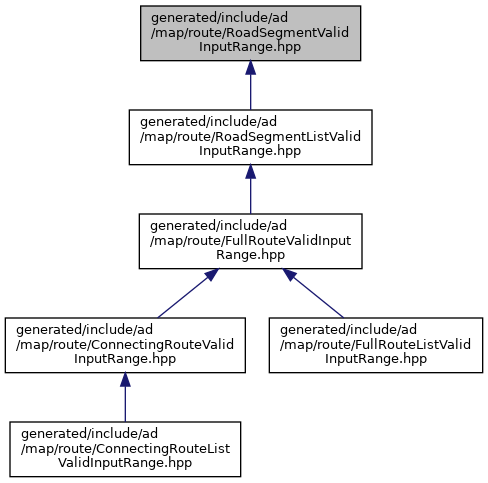 generated/include/ad
/map/route/RoadSegmentValid
InputRange.hpp
generated/include/ad
/map/route/RoadSegmentListValid
InputRange.hpp
generated/include/ad
/map/route/FullRouteValidInput
Range.hpp
generated/include/ad
/map/route/ConnectingRouteValid
InputRange.hpp
generated/include/ad
/map/route/FullRouteListValid
InputRange.hpp
generated/include/ad
/map/route/ConnectingRouteList
ValidInputRange.hpp